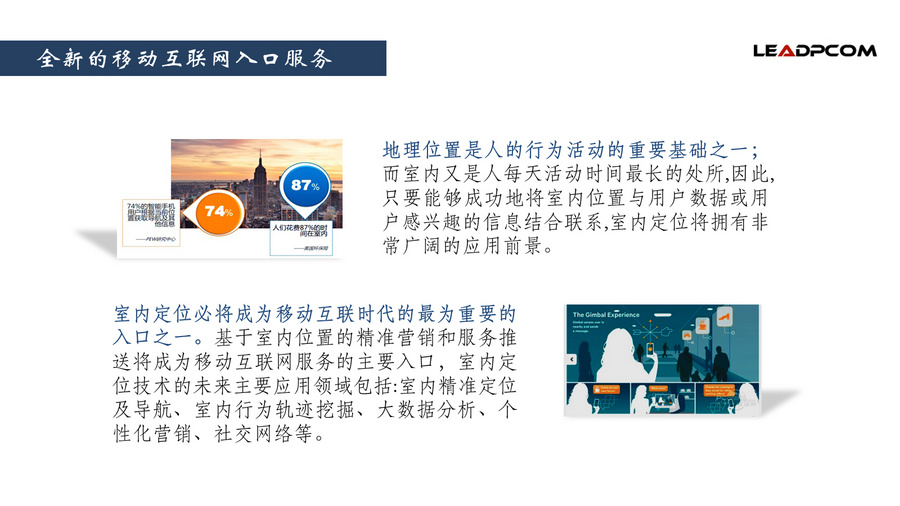 全新的移动互联网入口服务
LEADPCOM
地理位置是人的行为活动的重要基础之一；
而室内又是人每天活动时间最长的处所,因此,
只要能够成功地将室内位置与用户数据或用
户感兴趣的信息结合联系,室内定位将拥有非
常广阔的应用前景。
87%
74%
74%的智能手机
用户根据当前位
置获取导航及其
他信息
——PEW研究中心
人们花费87%的时
间在室内
——美国环保局
室内定位必将成为移动互联时代的最为重要的
入口之一。基于室内位置的精准营销和服务推
送将成为移动互联网服务的主要入口，室内定
位技术的未来主要应用领域包括:室内精准定位
及导航、室内行为轨迹挖掘、大数据分析、个
性化营销、社交网络等。
The Gimbal Experience